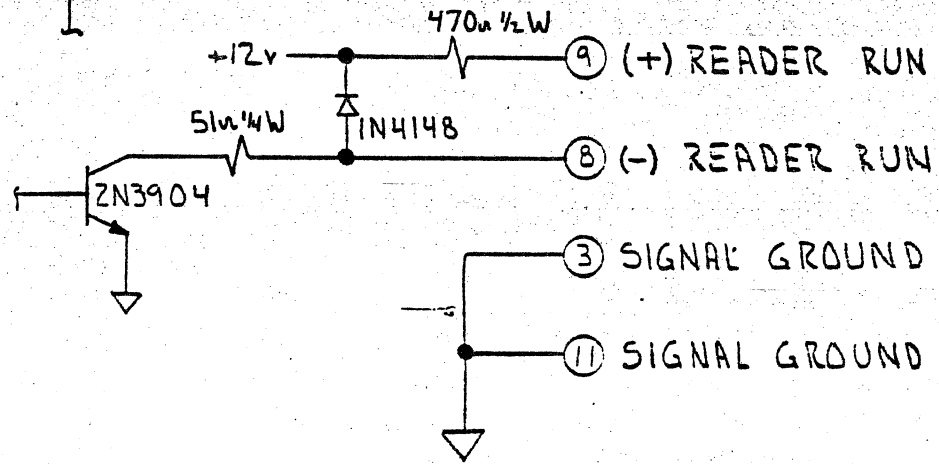 470Ω ½W
+12v
9 (+) READER RUN
51Ω ¼W
1N4148
8 (-) READER RUN
2N3904
3 SIGNAL GROUND
11 SIGNAL GROUND